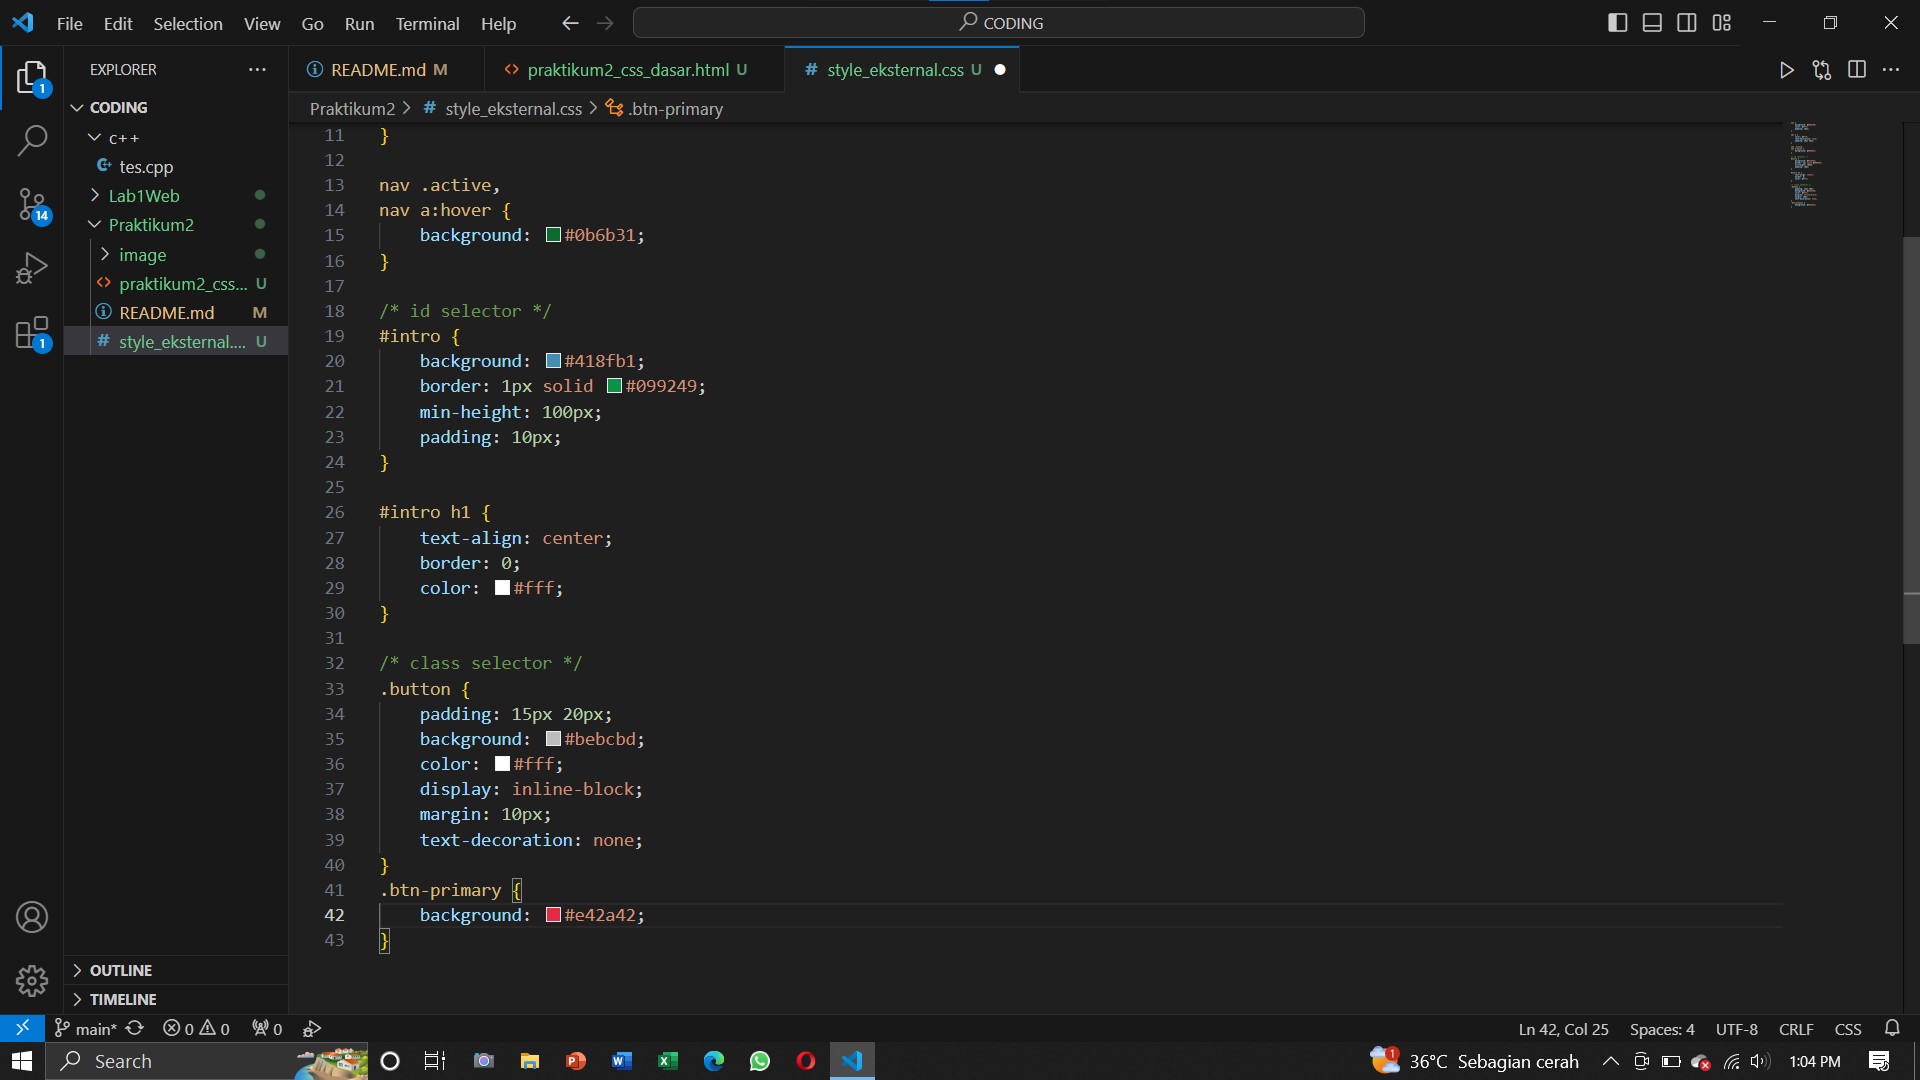 File Edit Selection View Go Run Terminal Help
CODING
EXPLORER
README.md M
praktikum2_css_dasar.html U
# style_eksternal.css U
CODING
Praktikum2 > # style_eksternal.css > .btn-primary
c++
tes.cpp
Lab1Web
Praktikum2
image
praktikum2_css... U
README.md M
# style_eksternal.... U
1
14
1
11 }
12
13 nav .active,
14 nav a:hover {
15 background: #0b6b31;
16 }
17
18 /* id selector */
19 #intro {
20 background: #418fb1;
21 border: 1px solid #099249;
22 min-height: 100px;
23 padding: 10px;
24 }
25
26 #intro h1 {
27 text-align: center;
28 border: 0;
29 color: #fff;
30 }
31
32 /* class selector */
33 .button {
34 padding: 15px 20px;
35 background: #bebcbd;
36 color: #fff;
37 display: inline-block;
38 margin: 10px;
39 text-decoration: none;
40 }
41 .btn-primary {
42 background: #e42a42;
43 }
OUTLINE
TIMELINE
main* 0 0 0
Ln 42, Col 25 Spaces: 4 UTF-8 CRLF CSS
Search
1 36°C Sebagian cerah 1:04 PM